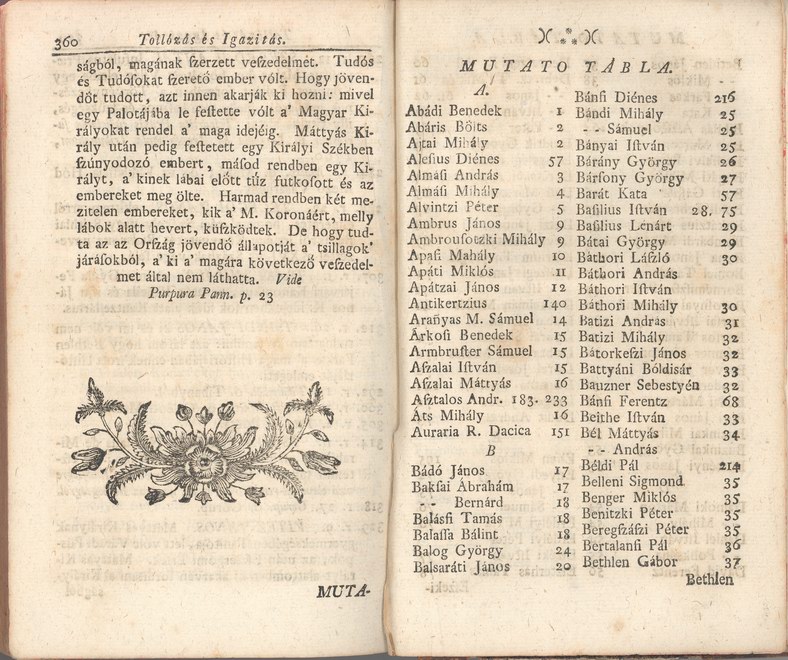 360 Tollózás és Igazitás.
ságból, magának szerzett veszedelmet. Tudós
és Tudósokat szerető ember vólt. Hogy jöven-
dőt tudott, azt innen akarják ki hozni: mivel
egy Palotájába le festette vólt a' Magyar Ki-
rályokat rendel a' maga idejéig. Máttyás Ki-
rály után pedig festetett egy Királyi Székben
szúnyodozó embert, másod rendben egy Ki-
rályt, a' kinek lábai előtt tűz futkosott és az
embereket meg ölte. Harmad rendben két me-
zitelen embereket, kik a' M. Koronáért, melly
lábok alatt hevert, küszködtek. De hogy tud-
ta az az Ország jövendő állapotját a' tsillagok'
járásokból, a' ki a' magára következő veszedel-
met által nem láthatta. Vide
Purpura Pann. p. 23
MUTA-
MUTATO TÁBLA.
A.
Abádi Benedek 1
Abáris Bőits 2
Ajtai Mihály 2
Alesius Diénes 57
Almási András 3
Almási Mihály 4
Alvintzi Péter 5
Ambrus János 9
Ambrousotzki Mihály 9
Apafi Mahály 10
Apáti Miklós 11
Apátzai János 12
Antikertzius 140
Aranyas M. Sámuel 14
Árkosi Benedek 15
Armbruster Sámuel 15
Aszalai István 15
Aszalai Máttyás 16
Asztalos Andr. 183. 233
Áts Mihály 16
Auraria R. Dacica 151
B
Bádó János 17
Baksai Ábrahám 17
- - Bernárd 18
Balásfi Tamás 18
Balassa Bálint 18
Balog György 24
Balsaráti János 20
Bánfi Diénes 216
Bándi Mihály 25
- - Sámuel 25
Bányai István 25
Bárány György 26
Bársony György 27
Barát Kata 57
Basilius István 28. 75
Basilius Lenárt 29
Bátai György 29
Báthori László 30
Báthori András
Báthori István
Báthori Mihály 30
Batizi Andras 31
Batizi Mihály 32
Bátorkeszi János 32
Battyáni Bóldisár 33
Bauzner Sebestyén 32
Bánfi Ferentz 68
Beithe István 33
Bél Máttyás 34
- - András
Béldi Pál 214
Belleni Sigmond 35
Benger Miklós 35
Benitzki Péter 35
Beregszászi Péter 35
Bertalanfi Pál 36
Bethlen Gábor 37
Bethlen